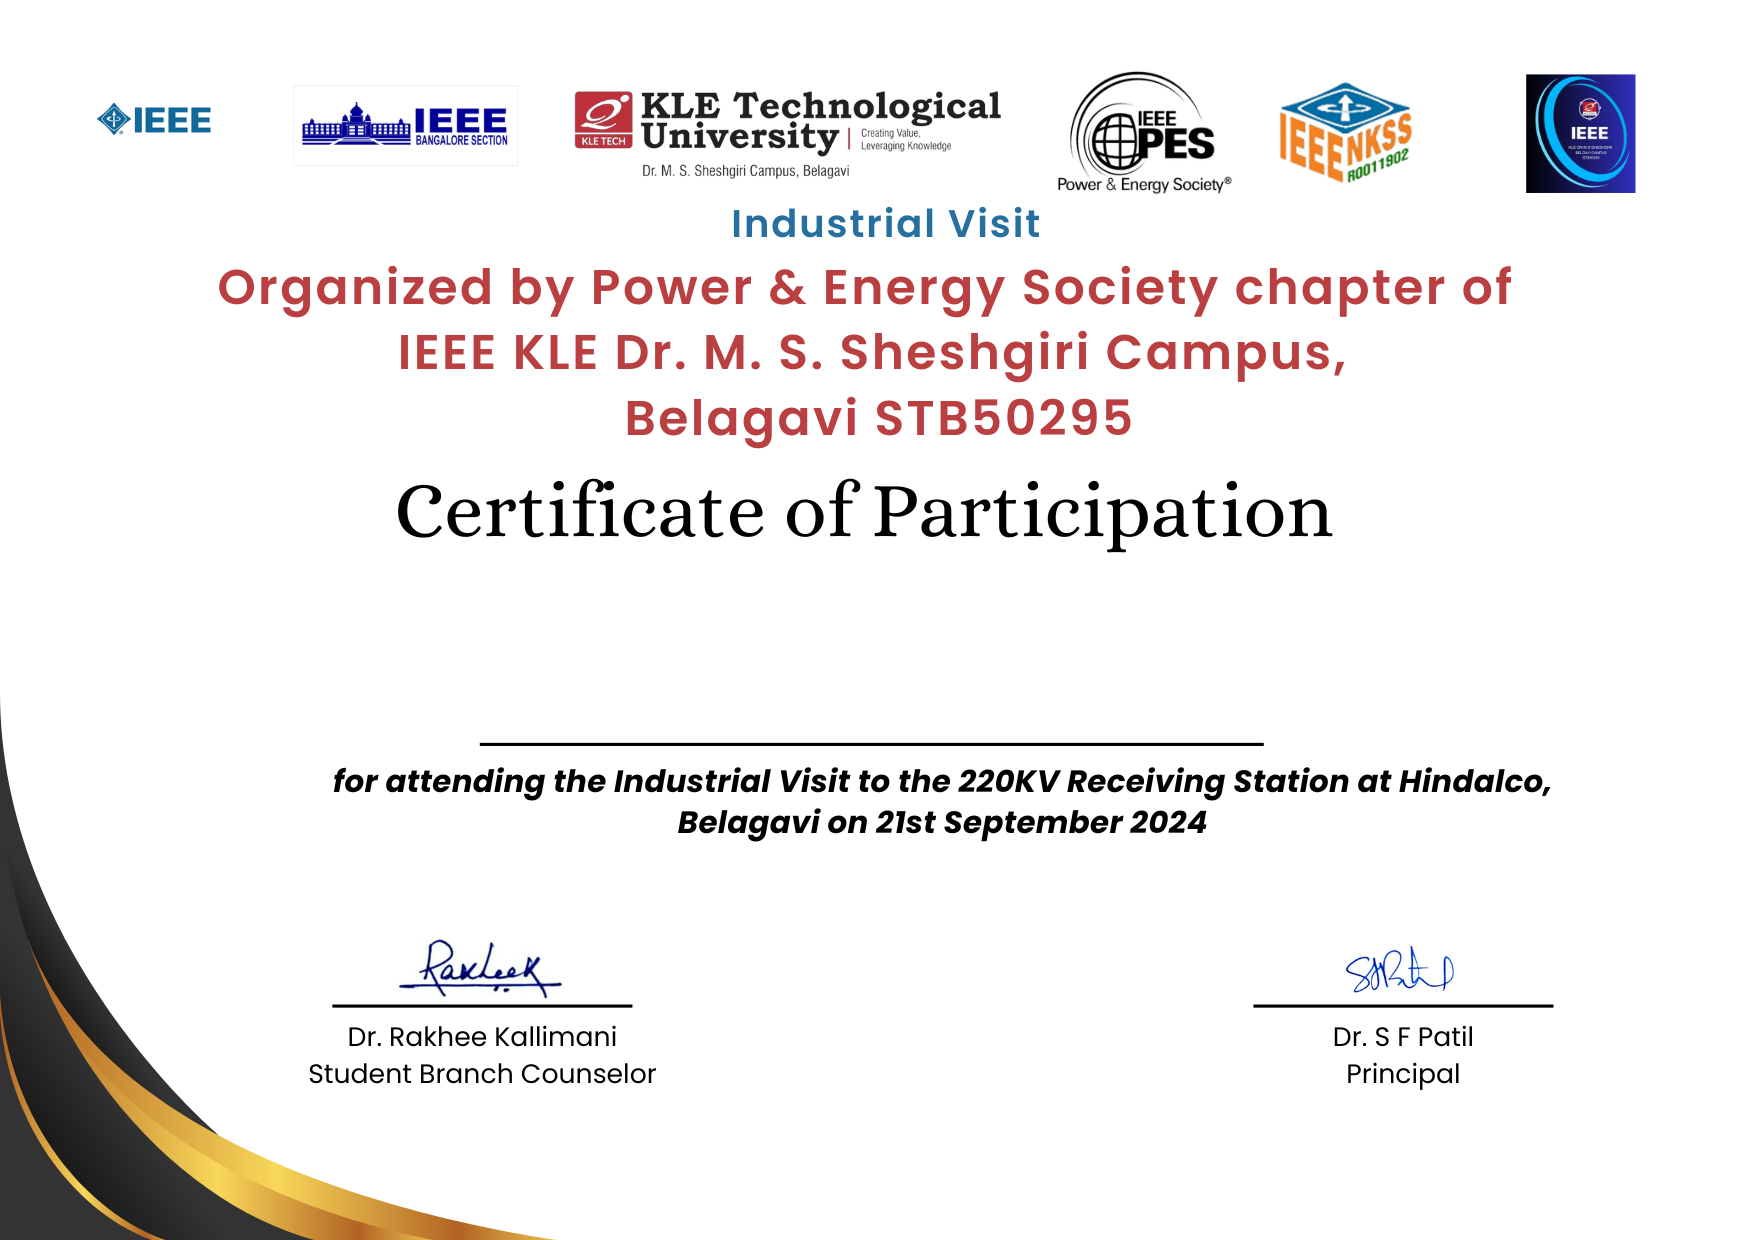 IEEE
IEEE
BANGALORE SECTION
KLE TECH
KLE Technological
University
Creating Value,
Leveraging Knowledge
Dr. M. S. Sheshgiri Campus, Belagavi
IEEE
PES
Power & Energy Society®
IEEE NKSS
R0011902
IEEE
Industrial Visit
Organized by Power & Energy Society chapter of
IEEE KLE Dr. M. S. Sheshgiri Campus,
Belagavi STB50295
Certificate of Participation
for attending the Industrial Visit to the 220KV Receiving Station at Hindalco,
Belagavi on 21st September 2024
Dr. Rakhee Kallimani
Student Branch Counselor
Dr. S F Patil
Principal